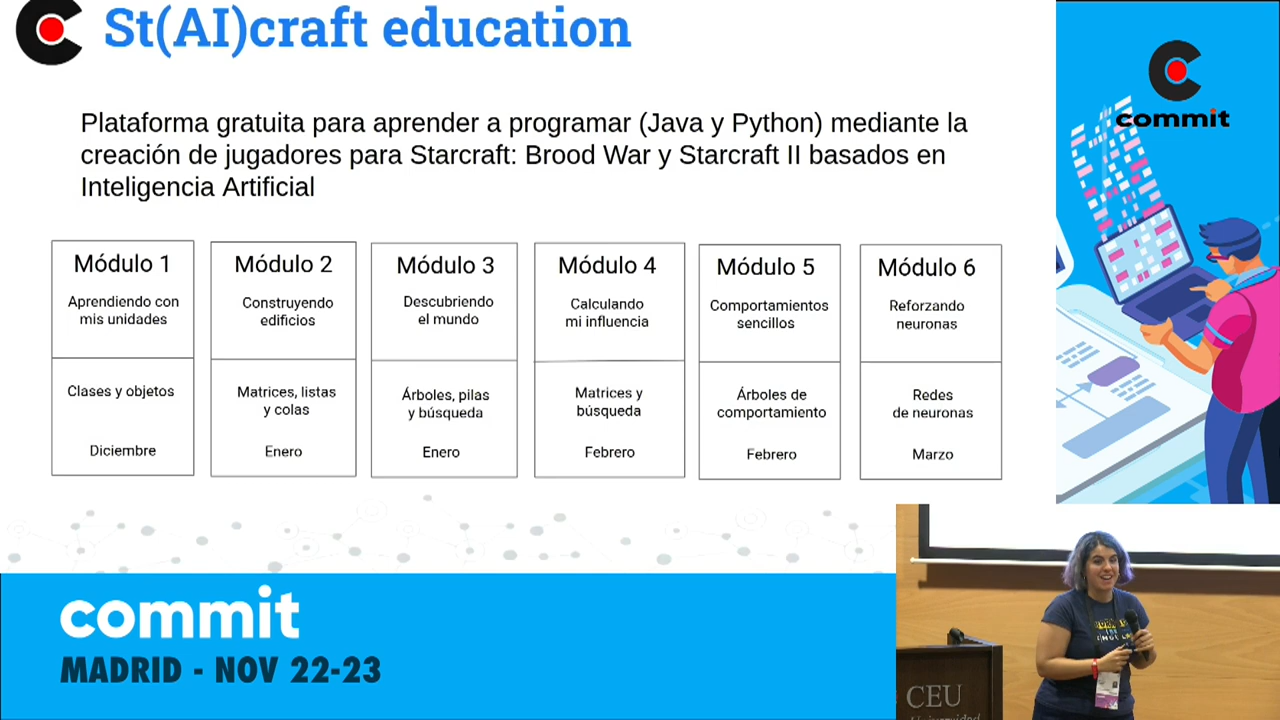 St(AI)craft education
Plataforma gratuita para aprender a programar (Java y Python) mediante la
creación de jugadores para Starcraft: Brood War y Starcraft II basados en
Inteligencia Artificial
Módulo 1
Aprendiendo con
mis unidades
Clases y objetos
Diciembre
Módulo 2
Construyendo
edificios
Matrices, listas
y colas
Enero
Módulo 3
Descubriendo
el mundo
Árboles, pilas
y búsqueda
Enero
Módulo 4
Calculando
mi influencia
Matrices y
búsqueda
Febrero
Módulo 5
Comportamientos
sencillos
Árboles de
comportamiento
Febrero
Módulo 6
Reforzando
neuronas
Redes
de neuronas
Marzo
commit
commit
MADRID - NOV 22-23
CEU